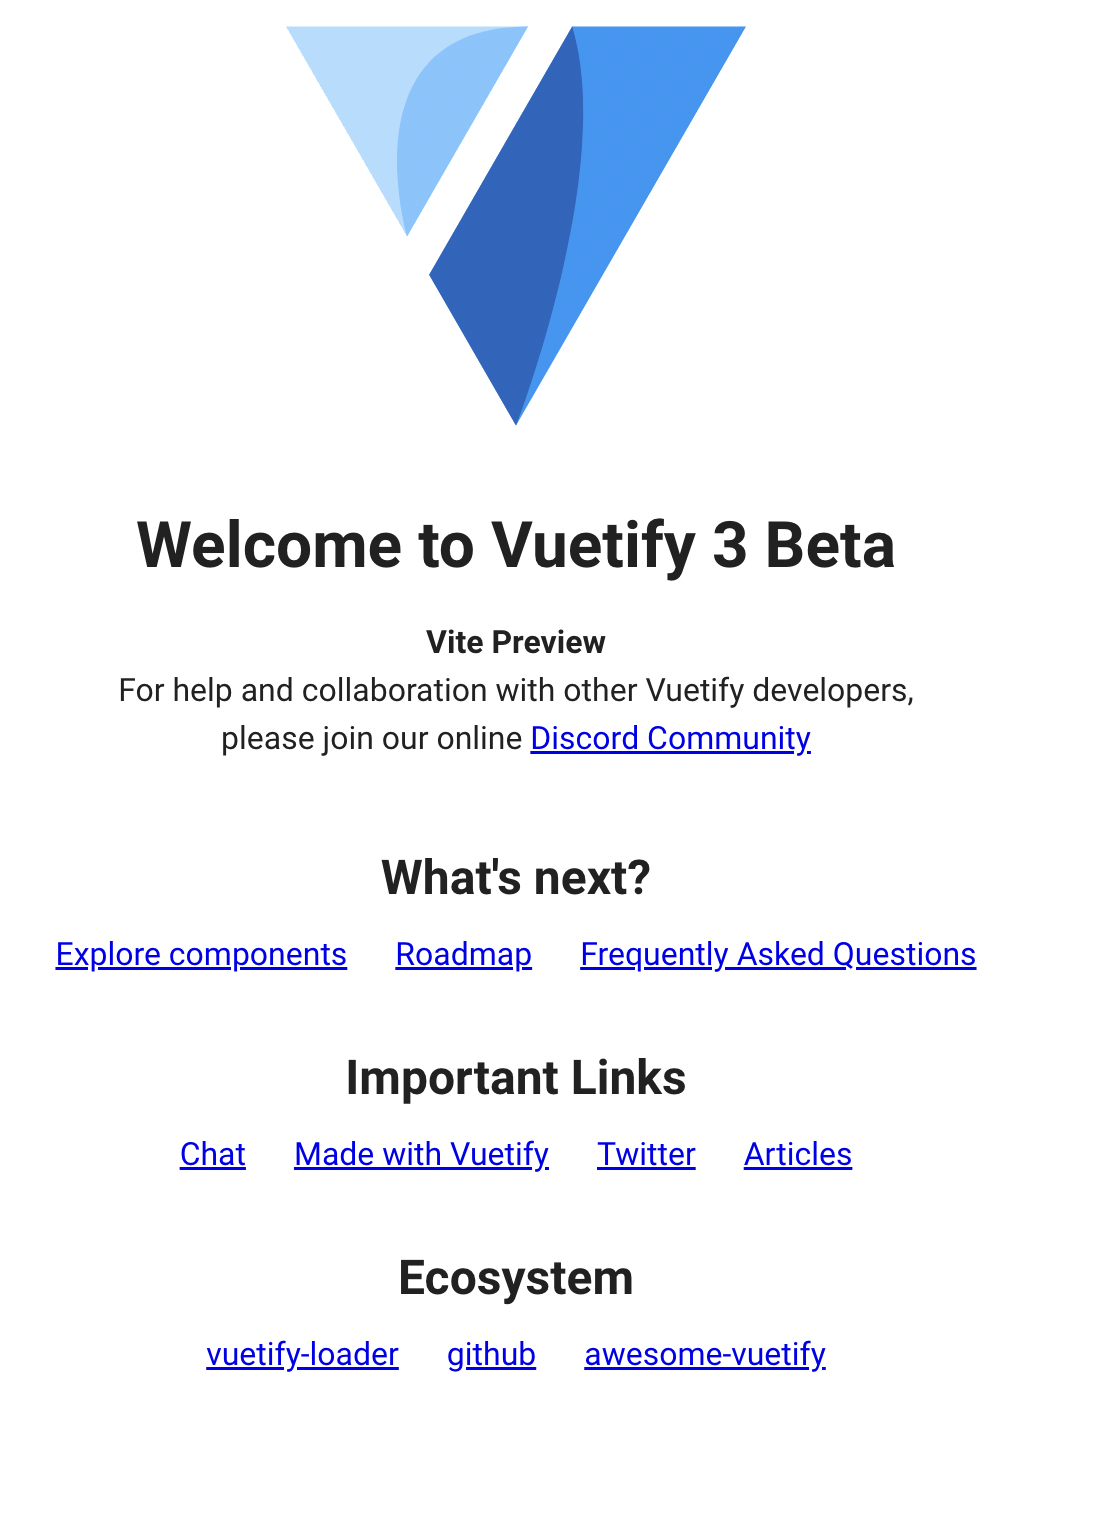 Welcome to Vuetify 3 Beta
Vite Preview
For help and collaboration with other Vuetify developers,
please join our online Discord Community
What's next?
Explore components Roadmap Frequently Asked Questions
Important Links
Chat Made with Vuetify Twitter Articles
Ecosystem
vuetify-loader github awesome-vuetify